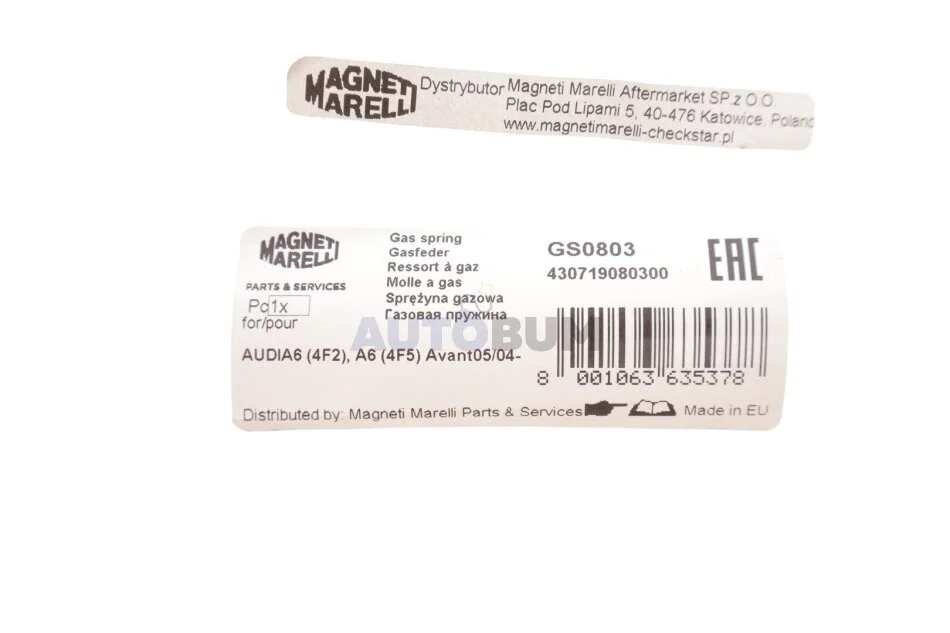 MAGNETI MARELLI
Dystrybutor Magneti Marelli Aftermarket SP.z O O
Plac Pod Lipami 5, 40-476 Katowice. Poland
www.magnetimarelli-checkstar.pl
MAGNETI MARELLI
PARTS & SERVICES
Pc 1x
for/pour
Gas spring
Gasfeder
Ressort à gaz
Molle a gas
Sprężyna gazowa
Газовая пружина
GS0803
430719080300
EAC
AUTOBUM
AUDIA6 (4F2), A6 (4F5) Avant05/04-
8 001063 635378
Distributed by: Magneti Marelli Parts & Services
Made in EU